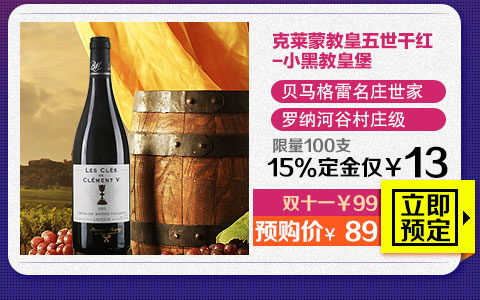 克莱蒙教皇五世干红
-小黑教皇堡
贝马格雷名庄世家
罗纳河谷村庄级
限量100支
15%定金仅¥13
双十一¥99
预购价¥ 89
立即
预定
LES CLÉS
DE
CLÉMENT V